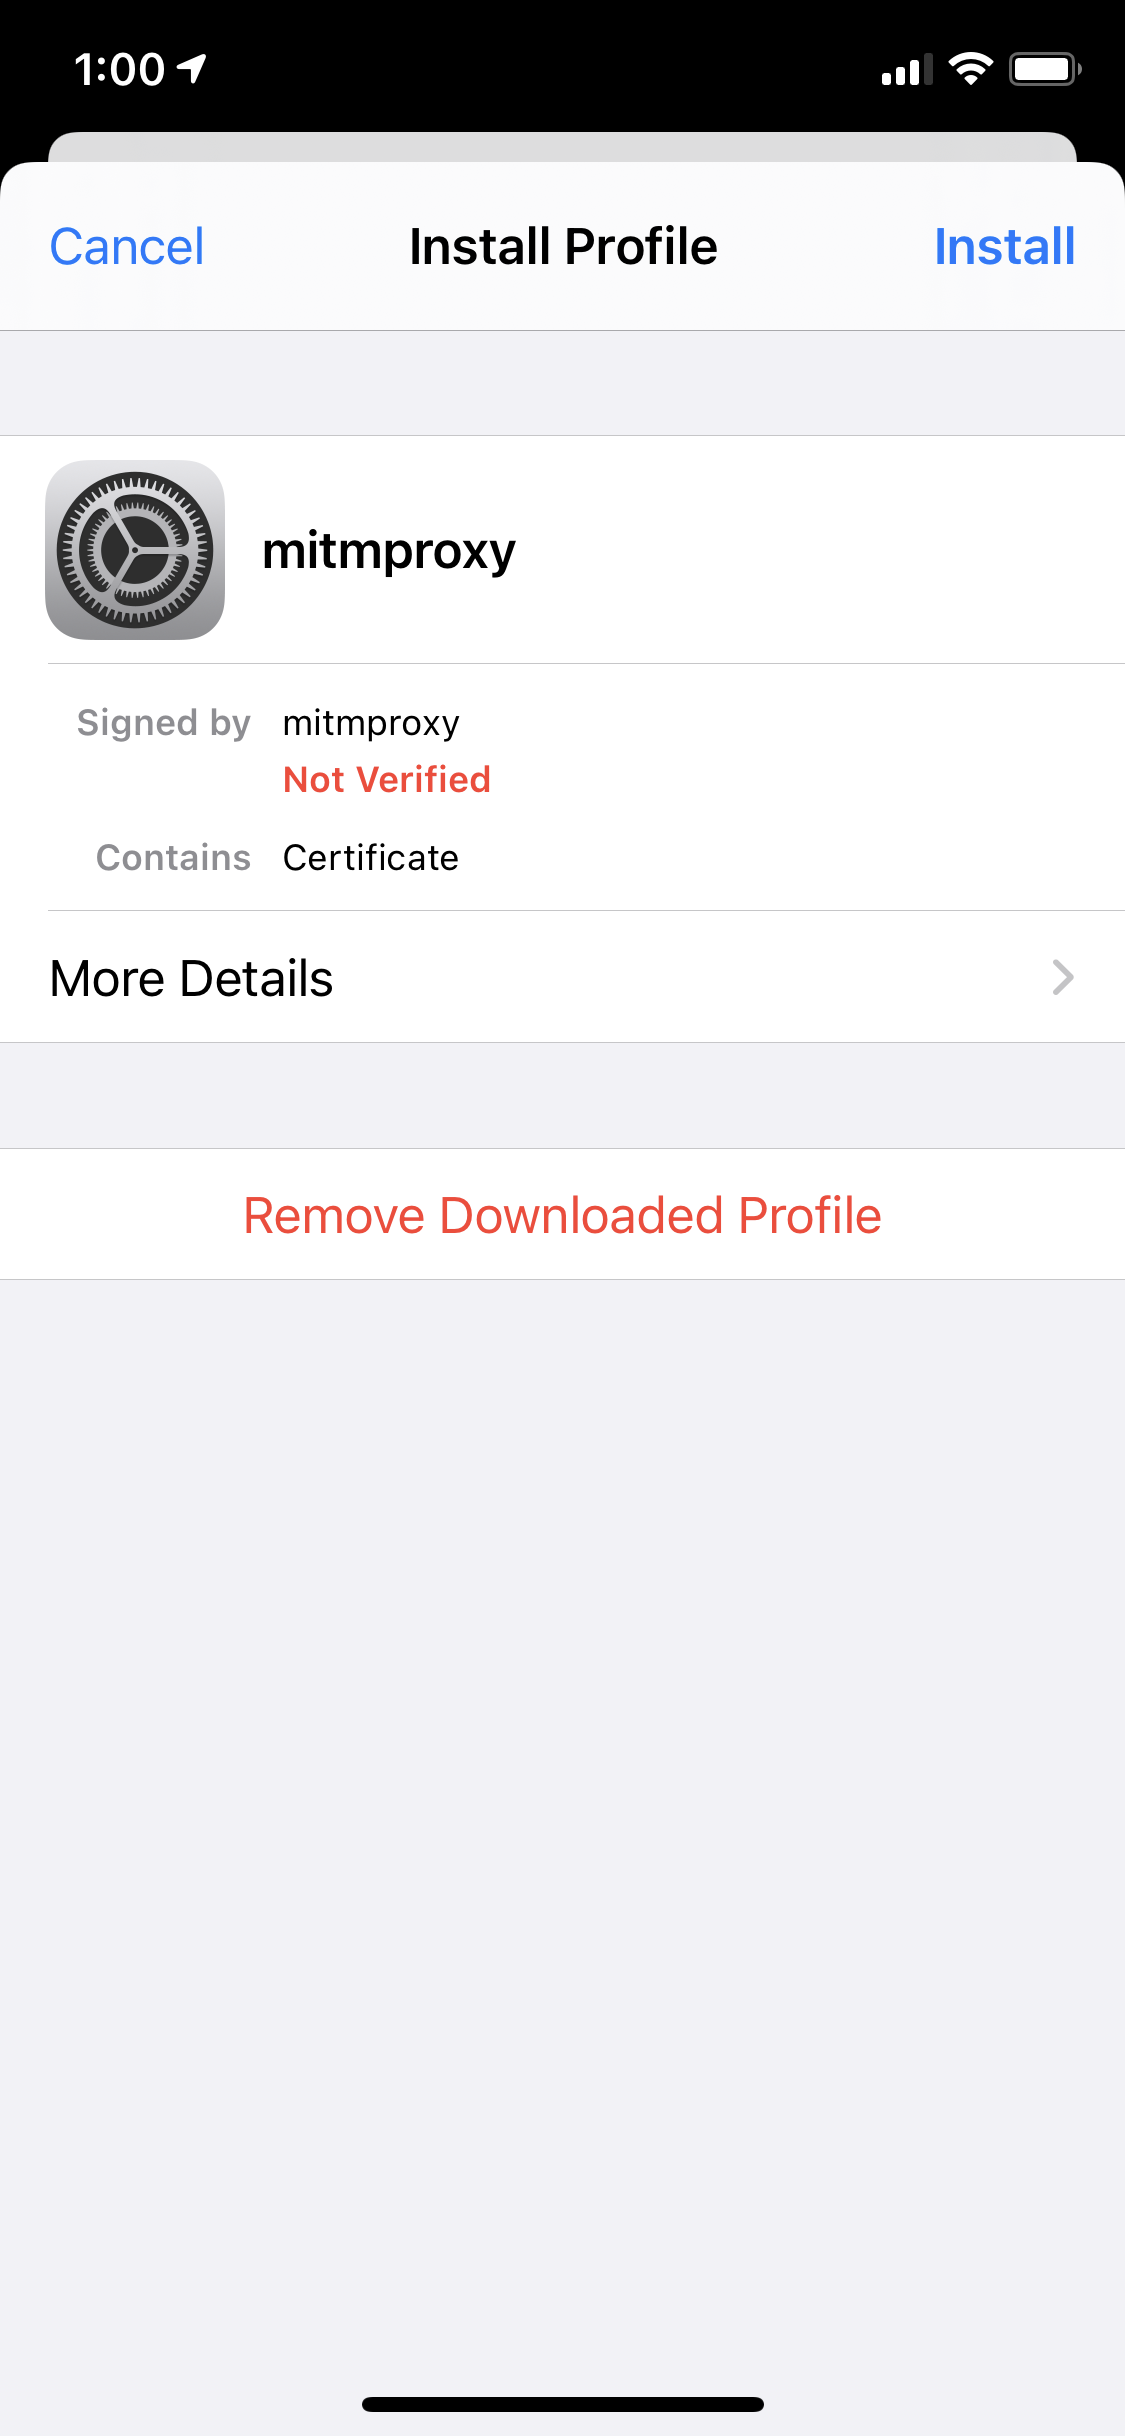 1:00
Cancel Install Profile Install
mitmproxy
Signed by mitmproxy
Not Verified
Contains Certificate
More Details
Remove Downloaded Profile